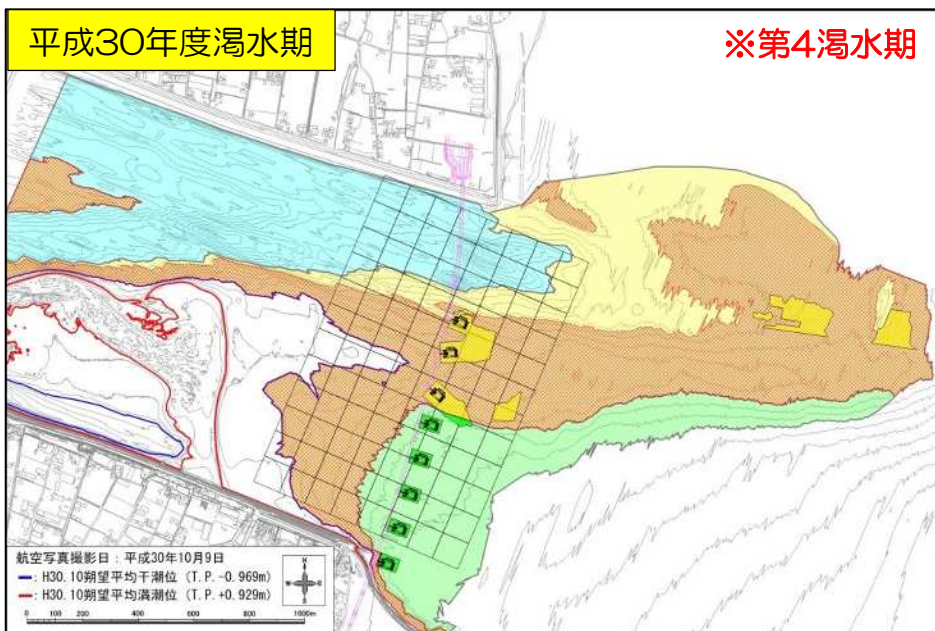 平成30年度渇水期
※第4渇水期
航空写真撮影日：平成30年10月9日
：H30.10朔望平均干潮位（T.P.-0.969m）
：H30.10朔望平均満潮位（T.P.+0.929m）
0 100 200 400 600 800 1000m